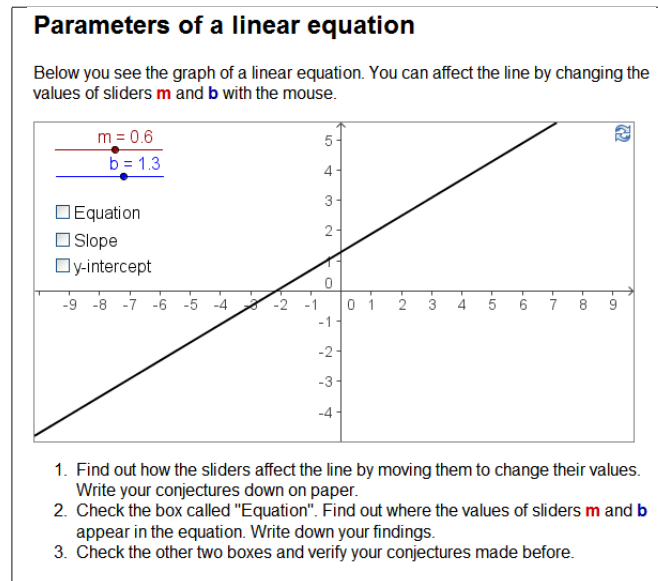 Parameters of a linear equation
Below you see the graph of a linear equation. You can affect the line by changing the
values of sliders m and b with the mouse.
m = 0.6
b = 1.3
Equation
Slope
y-intercept
5
4
3
2
1
0
-9 -8 -7 -6 -5 -4 -3 -2 -1 0 1 2 3 4 5 6 7 8 9
-1
-2
-3
-4
1. Find out how the sliders affect the line by moving them to change their values.
Write your conjectures down on paper.
2. Check the box called "Equation". Find out where the values of sliders m and b
appear in the equation. Write down your findings.
3. Check the other two boxes and verify your conjectures made before.